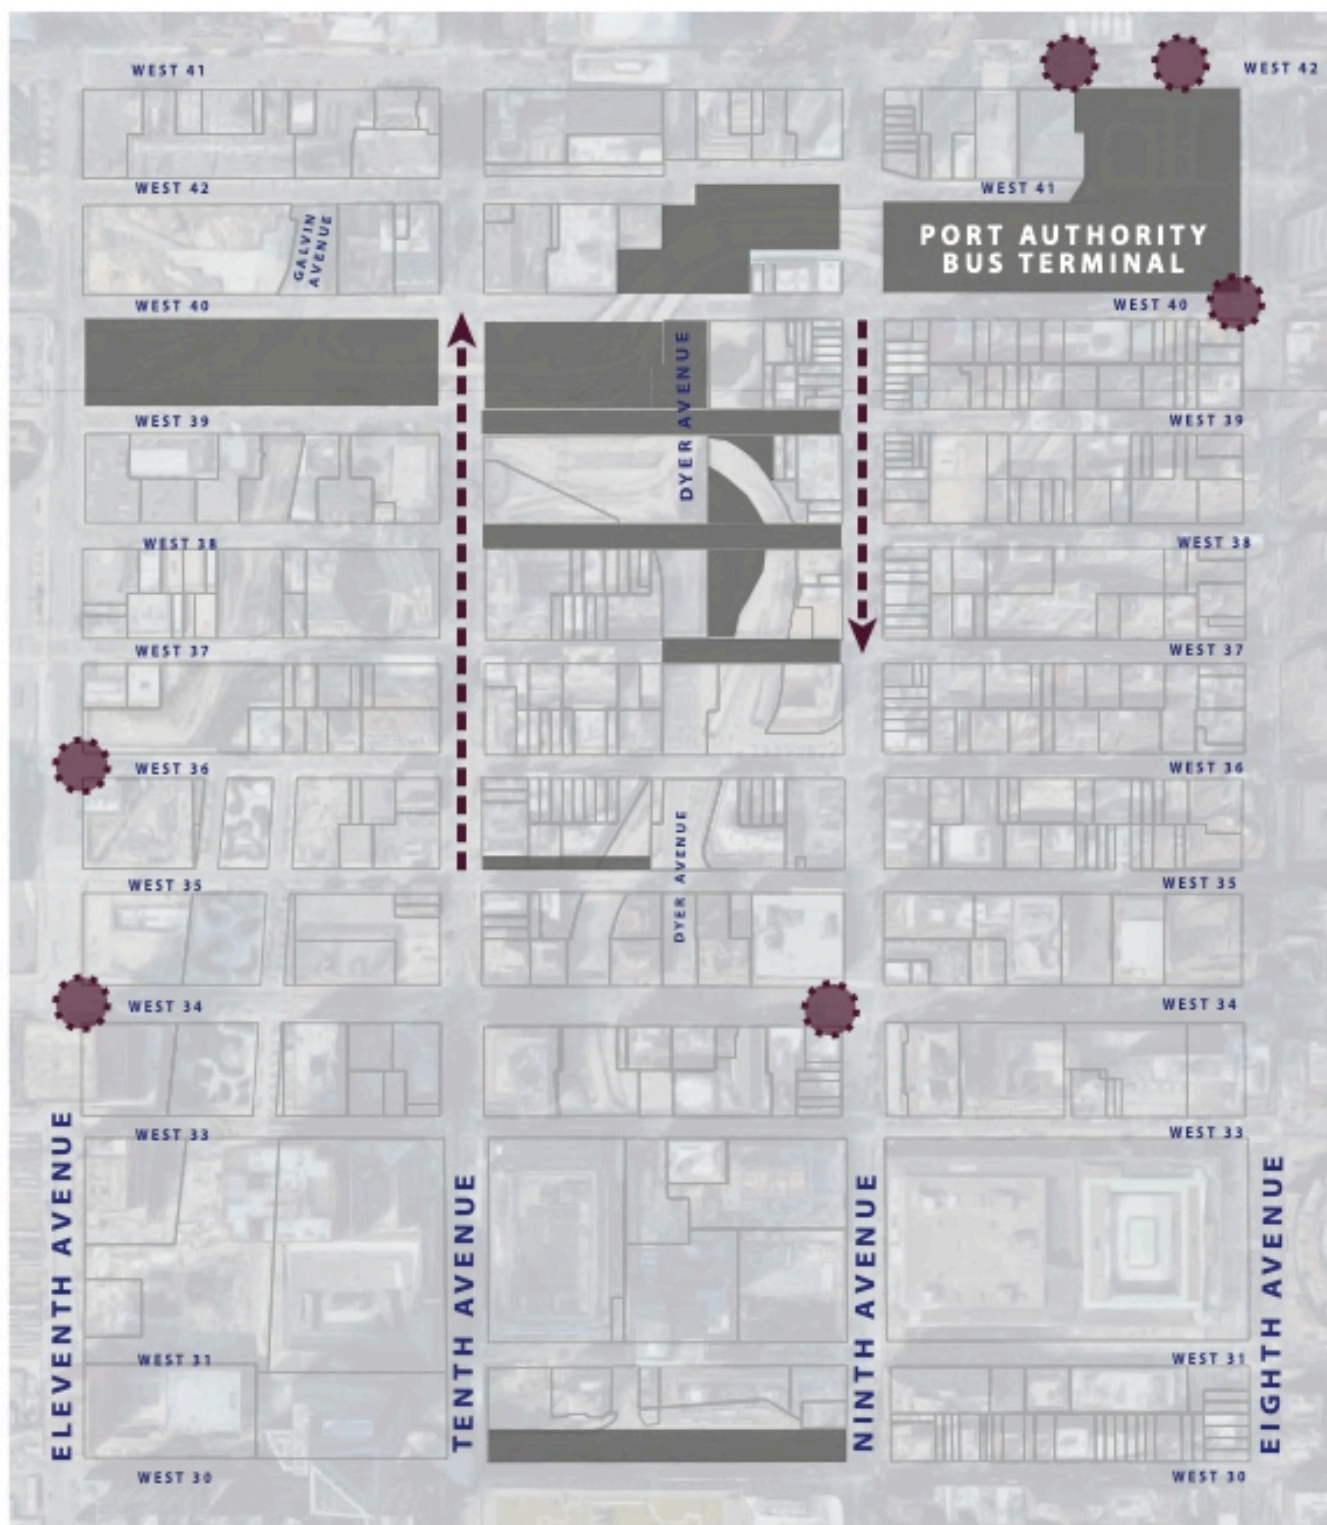 WEST 41
WEST 42
WEST 42
WEST 41
GALVIN
AVENUE
PORT AUTHORITY
BUS TERMINAL
WEST 40
WEST 40
DYER AVENUE
WEST 39
WEST 39
WEST 38
WEST 38
WEST 37
WEST 37
WEST 36
WEST 36
DYER AVENUE
WEST 35
WEST 35
WEST 34
WEST 34
ELEVENTH AVENUE
WEST 33
WEST 33
TENTH AVENUE
NINTH AVENUE
EIGHTH AVENUE
WEST 31
WEST 31
WEST 30
WEST 30